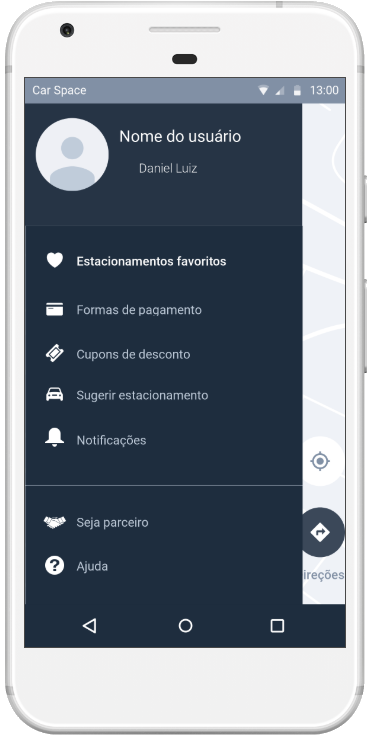 Car Space 13:00
Nome do usuário
Daniel Luiz
Estacionamentos favoritos
Formas de pagamento
Cupons de desconto
Sugerir estacionamento
Notificações
Seja parceiro
Ajuda
ireções